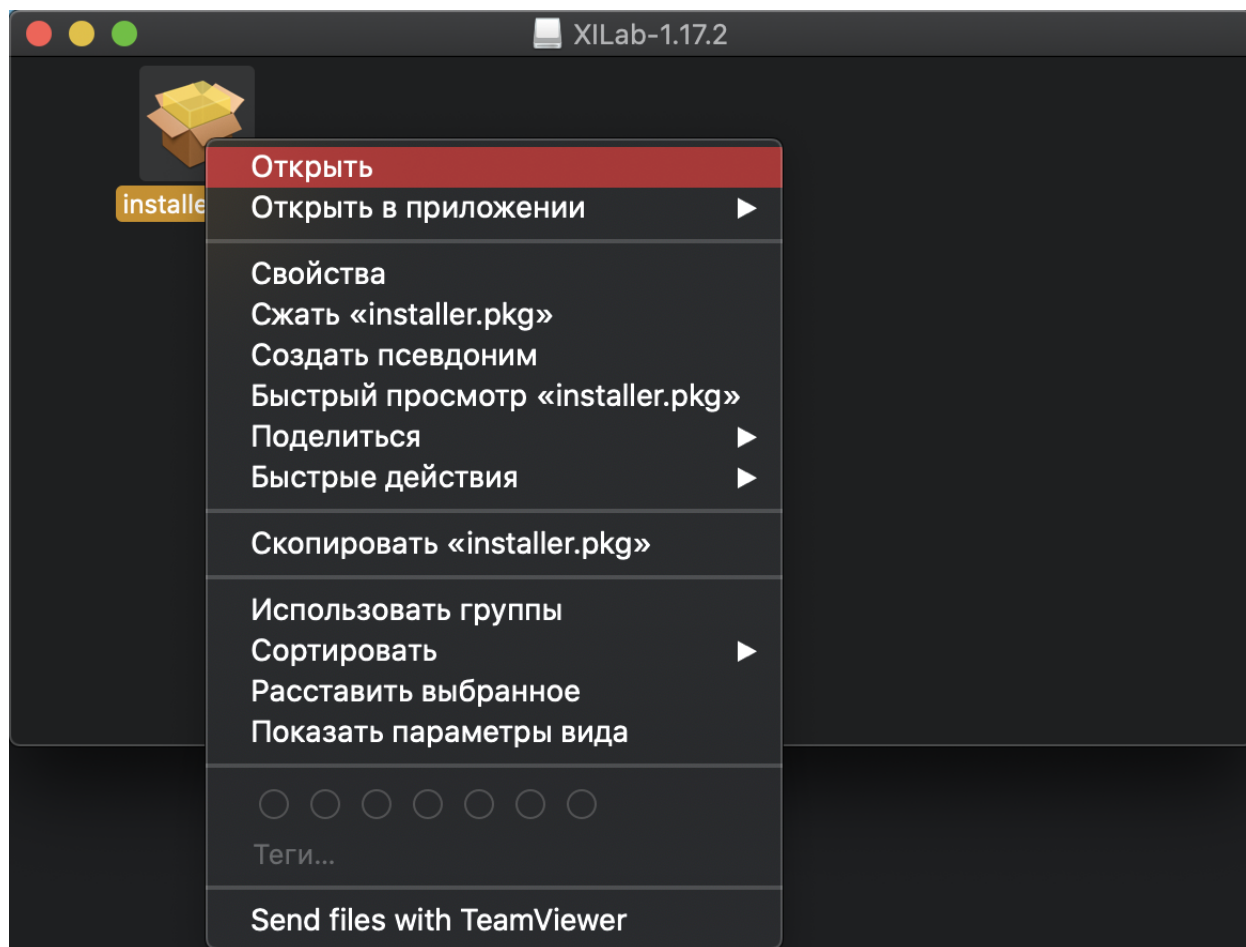 XILab-1.17.2
installe
Открыть
Открыть в приложении
Свойства
Сжать «installer.pkg»
Создать псевдоним
Быстрый просмотр «installer.pkg»
Поделиться
Быстрые действия
Скопировать «installer.pkg»
Использовать группы
Сортировать
Расставить выбранное
Показать параметры вида
Теги...
Send files with TeamViewer